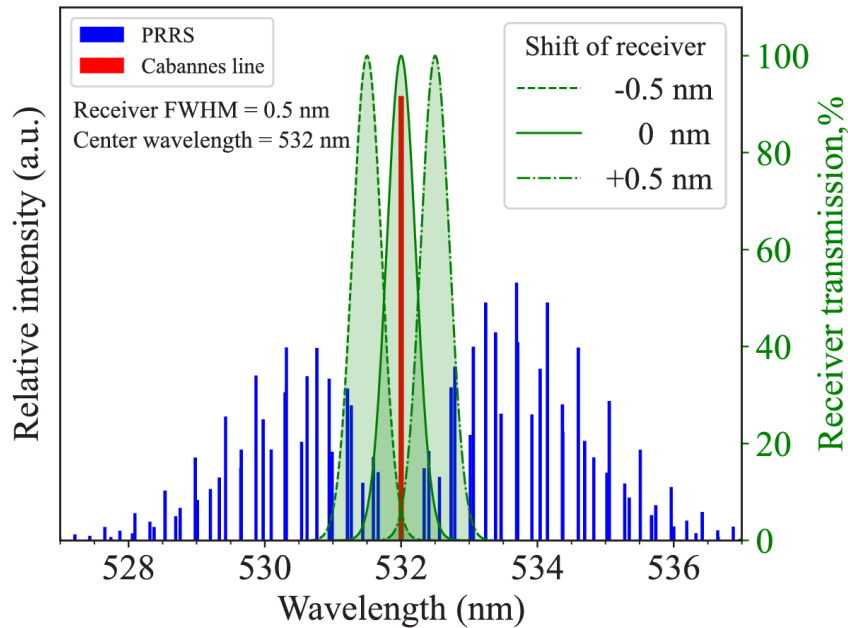 PRRS
Cabannes line
Receiver FWHM = 0.5 nm
Center wavelength = 532 nm
Shift of receiver
-0.5 nm
0 nm
+0.5 nm
Relative intensity (a.u.)
Receiver transmission,%
100
80
60
40
20
0
528 530 532 534 536
Wavelength (nm)